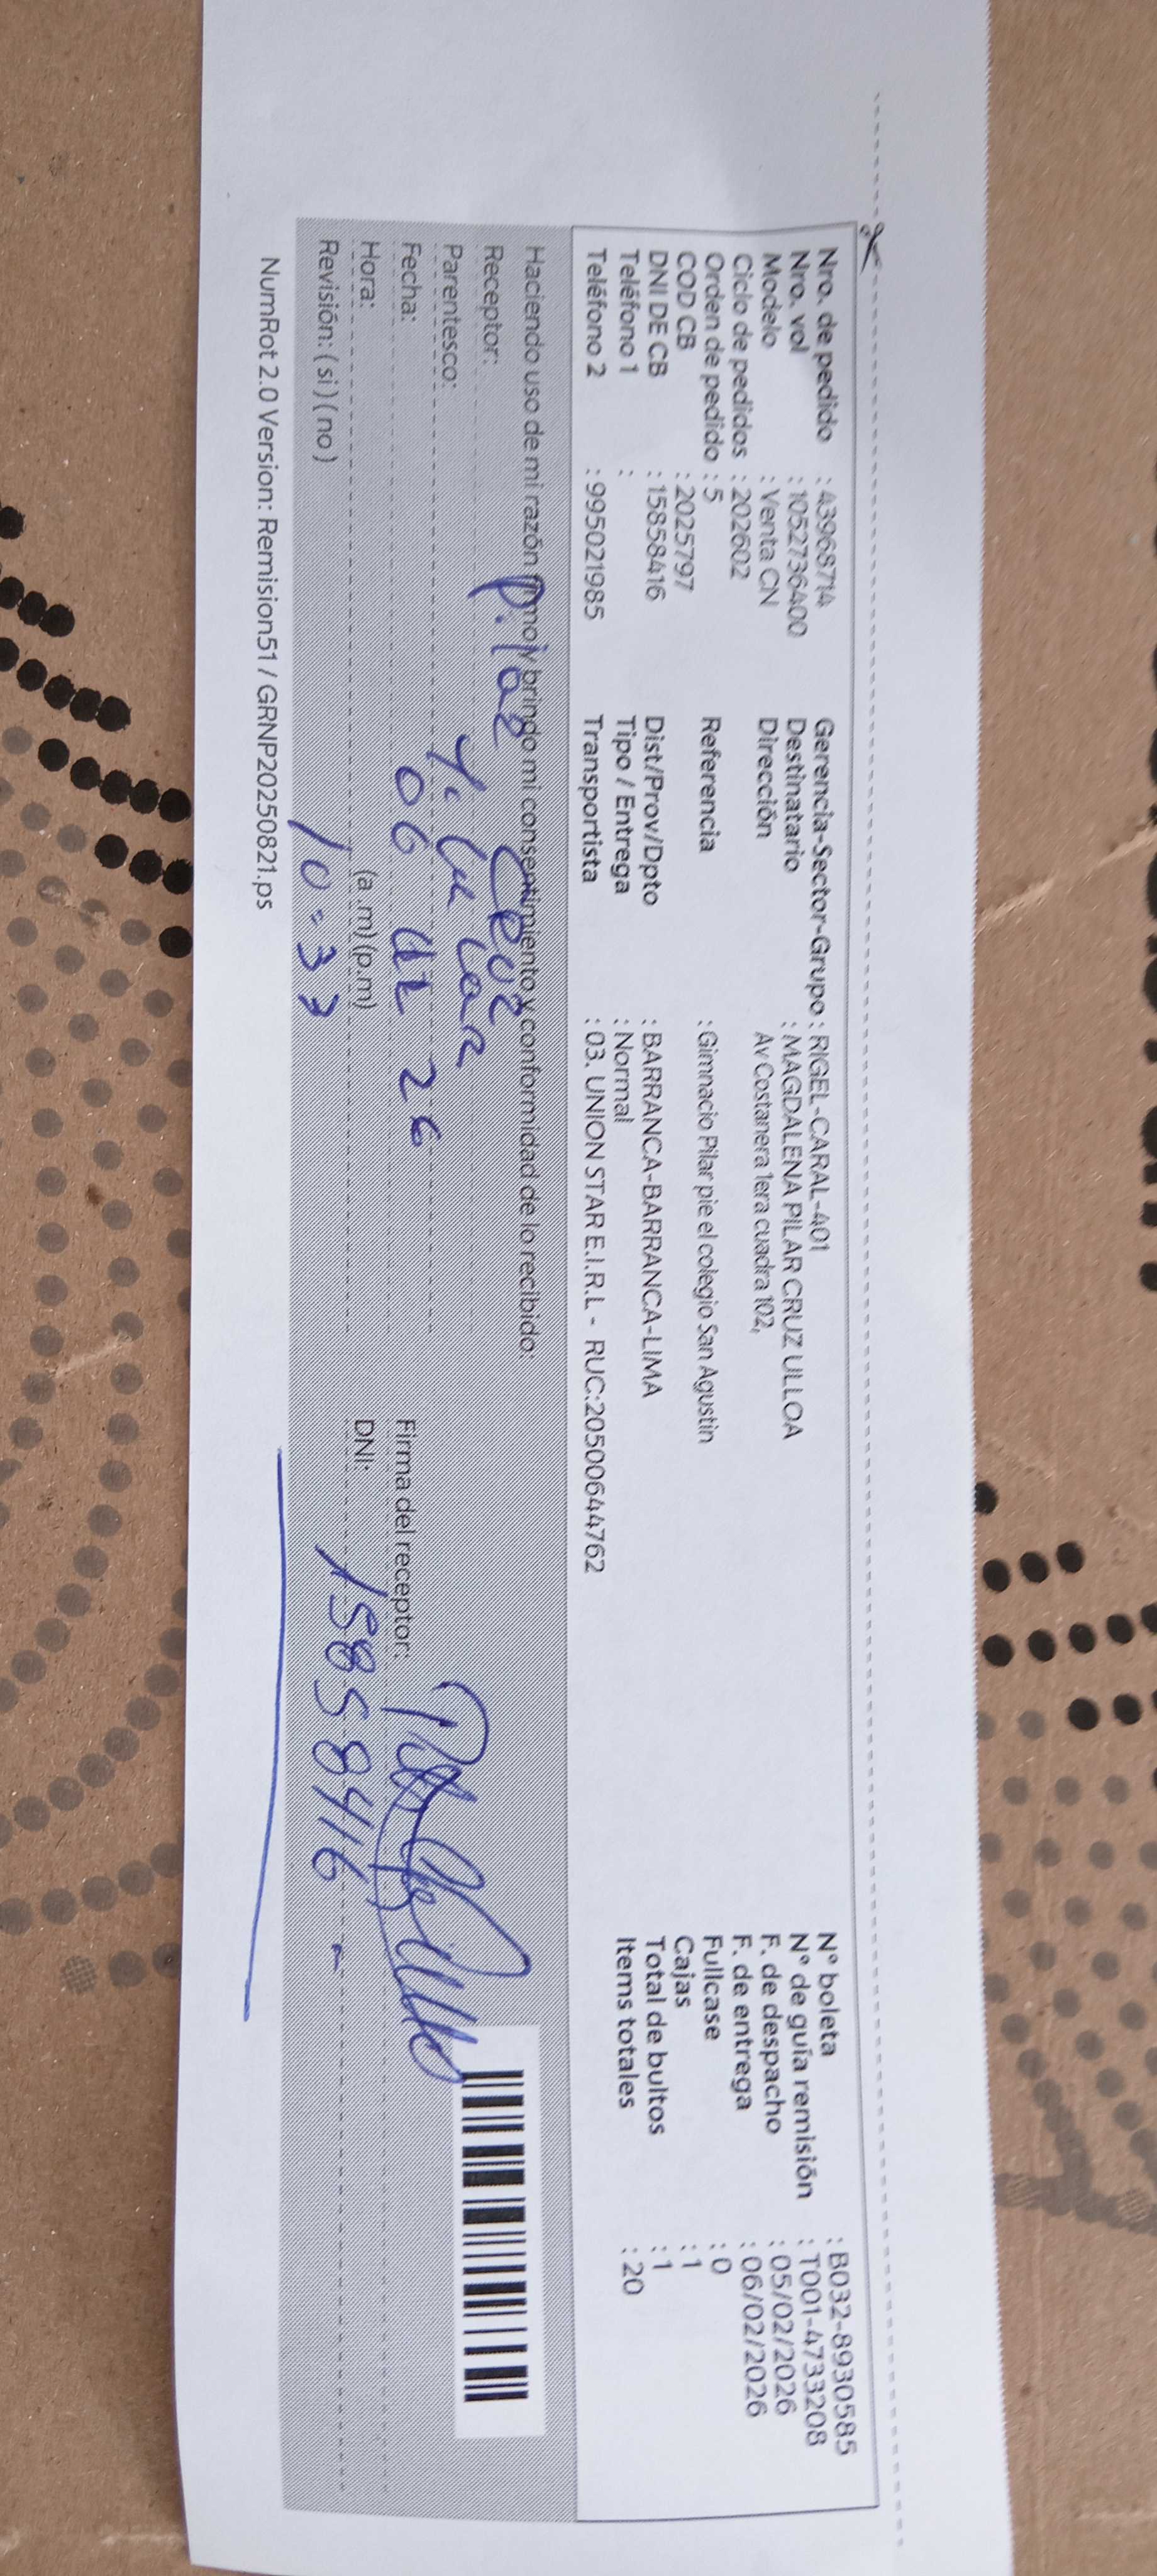 Nro. de pedido : 43968714
Nro. vol : 1052736400
Modelo : Venta CN
Ciclo de pedidos : 202602
Orden de pedido : 5
COD CB : 2025797
DNI DE CB : 15858416
Teléfono 1 :
Teléfono 2 : 995021985
Gerencia-Sector-Grupo : RIGEL-CARAL-401
Destinatario : MAGDALENA PILAR CRUZ ULLOA
Dirección Av Costanera 1era cuadra 102,
Referencia : Gimnacio Pilar pie el colegio San Agustin
Dist/Prov/Dpto : BARRANCA-BARRANCA-LIMA
Tipo / Entrega : Normal
Transportista : 03. UNION STAR E.I.R.L - RUC:20500644762
N° boleta : B032-8930585
N° de guía remisión : T001-4733208
F. de despacho : 05/02/2026
F. de entrega : 06/02/2026
Fullcase : 0
Cajas : 1
Total de bultos : 1
Items totales : 20
Haciendo uso de mi razón firmo y brindo mi consentimiento y conformidad de lo recibido.
Receptor: Cruz
Parentesco:
Fecha: 06 02 26
Hora: (a .m) (p.m) 10:33
Revisión: ( si ) ( no )
Firma del receptor:
DNI: 15858416 -
NumRot 2.0 Version: Remision51 / GRNP20250821.ps